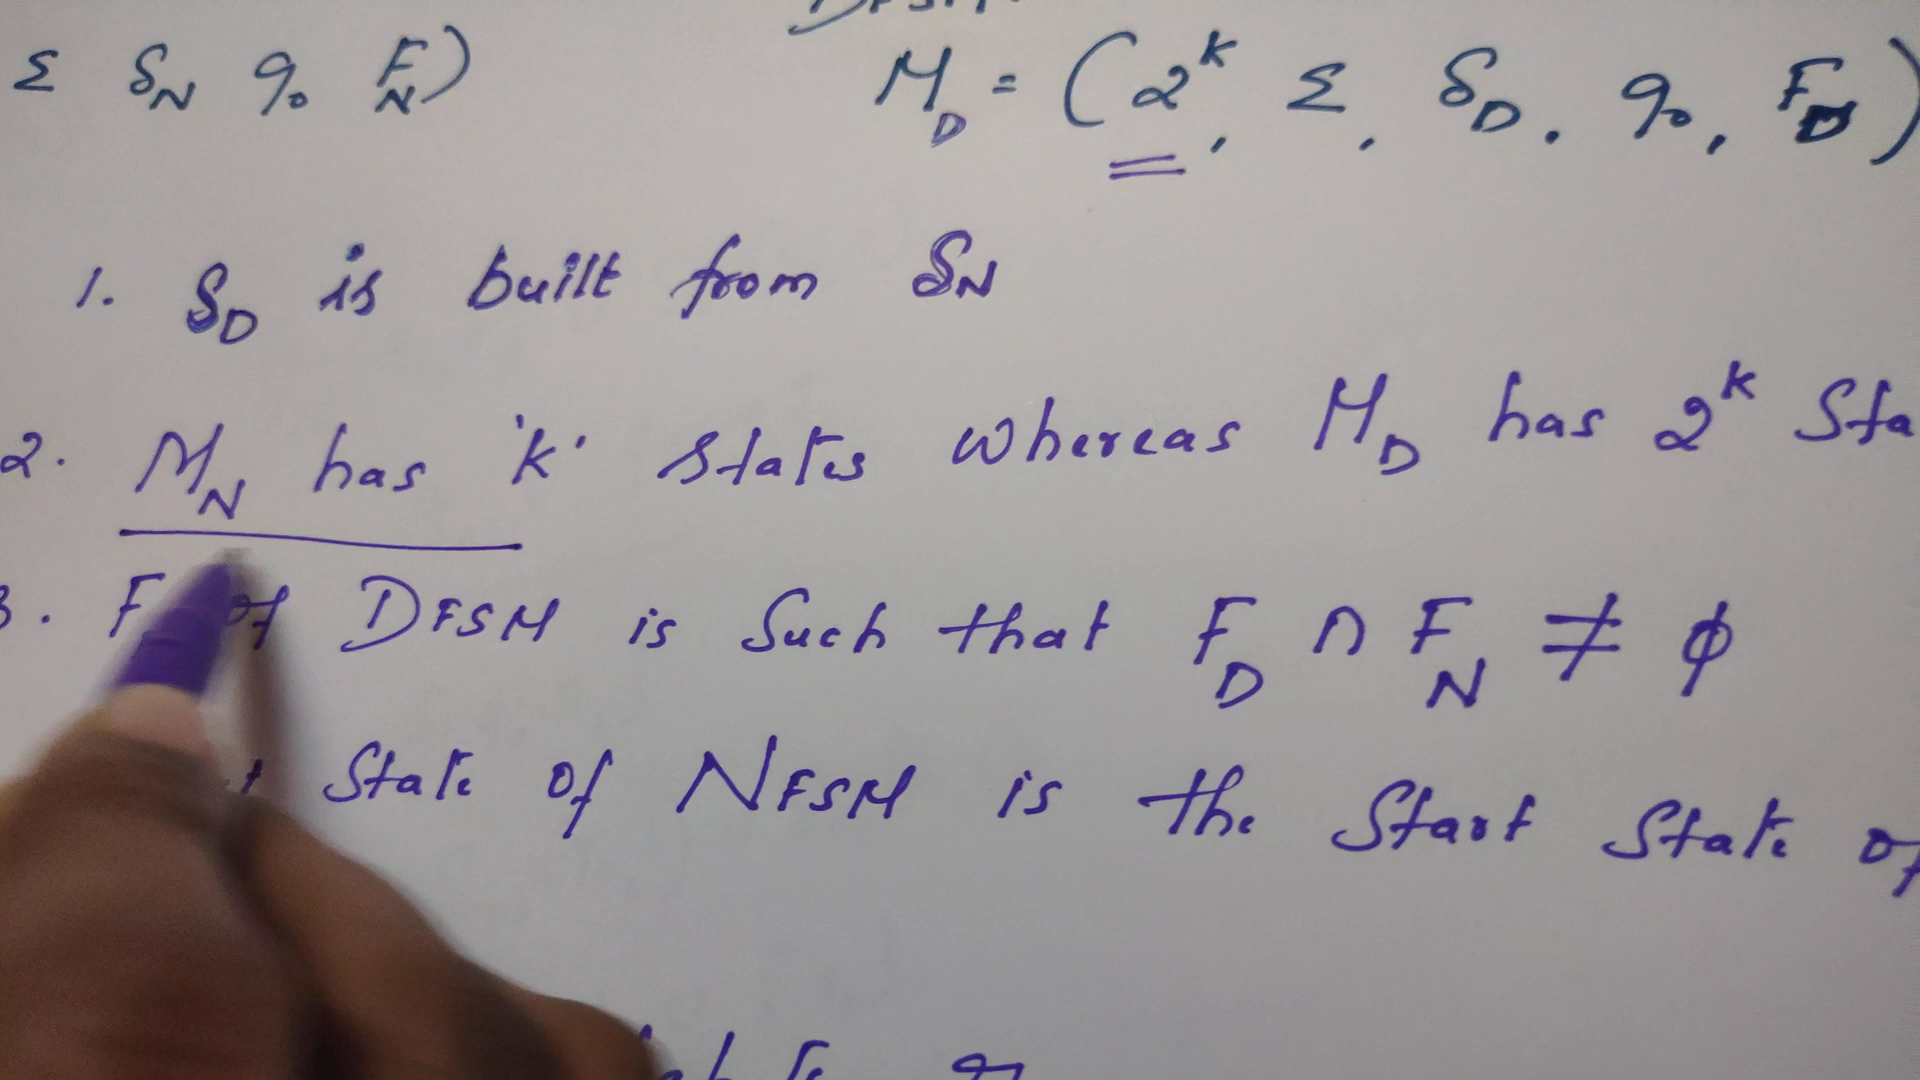 DFSM
Σ δN q₀ FN)
MD = (2ᵏ, Σ, δD, q₀, FD)
1. δD is built from δN
2. MN has 'k' states whereas MD has 2ᵏ Sta
3. F of DFSM is Such that FD ∩ FN ≠ ϕ
State of NFSM is the Start State of